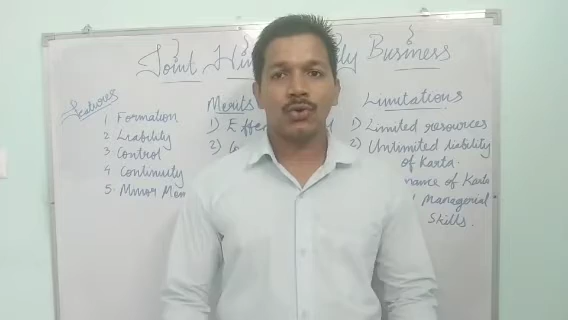 Joint Hin ly Business
Features
1 Formation
2 Liability
3 Control
4 Continuity
5. Minor Mem
Merits
1) Effe
2)
Limitations
1) Limited resources
2) Unlimited liability
of Karta.
nance of Karta
d managerial
Skills.